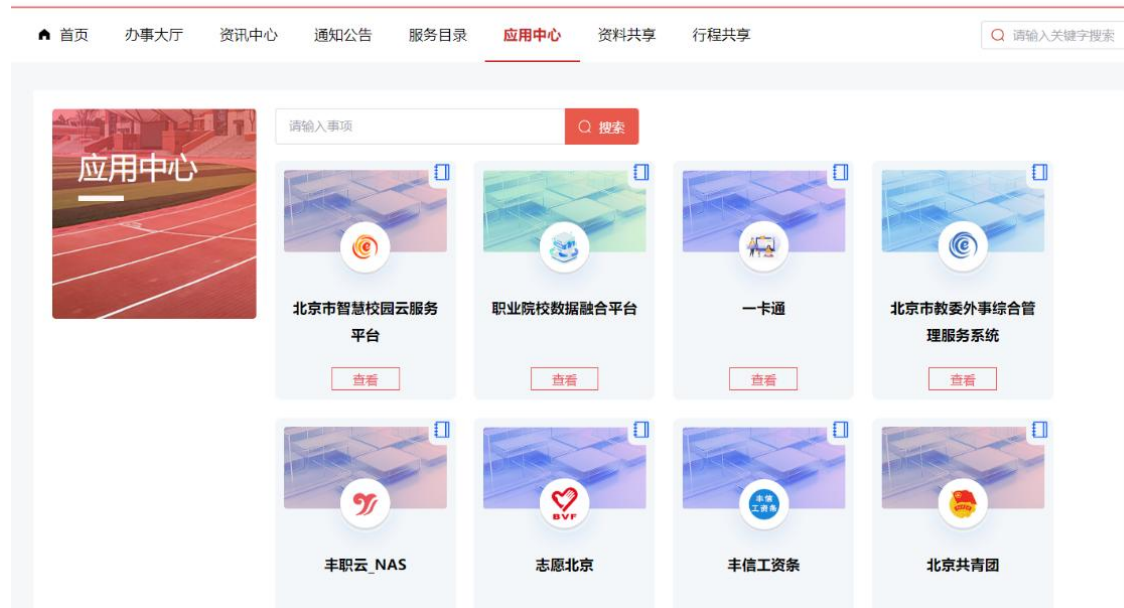 首页 办事大厅 资讯中心 通知公告 服务目录 应用中心 资料共享 行程共享 请输入关键字搜索
应用中心
请输入事项 搜索
北京市智慧校园云服务
平台
查看
职业院校数据融合平台
查看
一卡通
查看
北京市教委外事综合管
理服务系统
查看
丰职云_NAS
BVF
志愿北京
丰信
工资条
丰信工资条
北京共青团